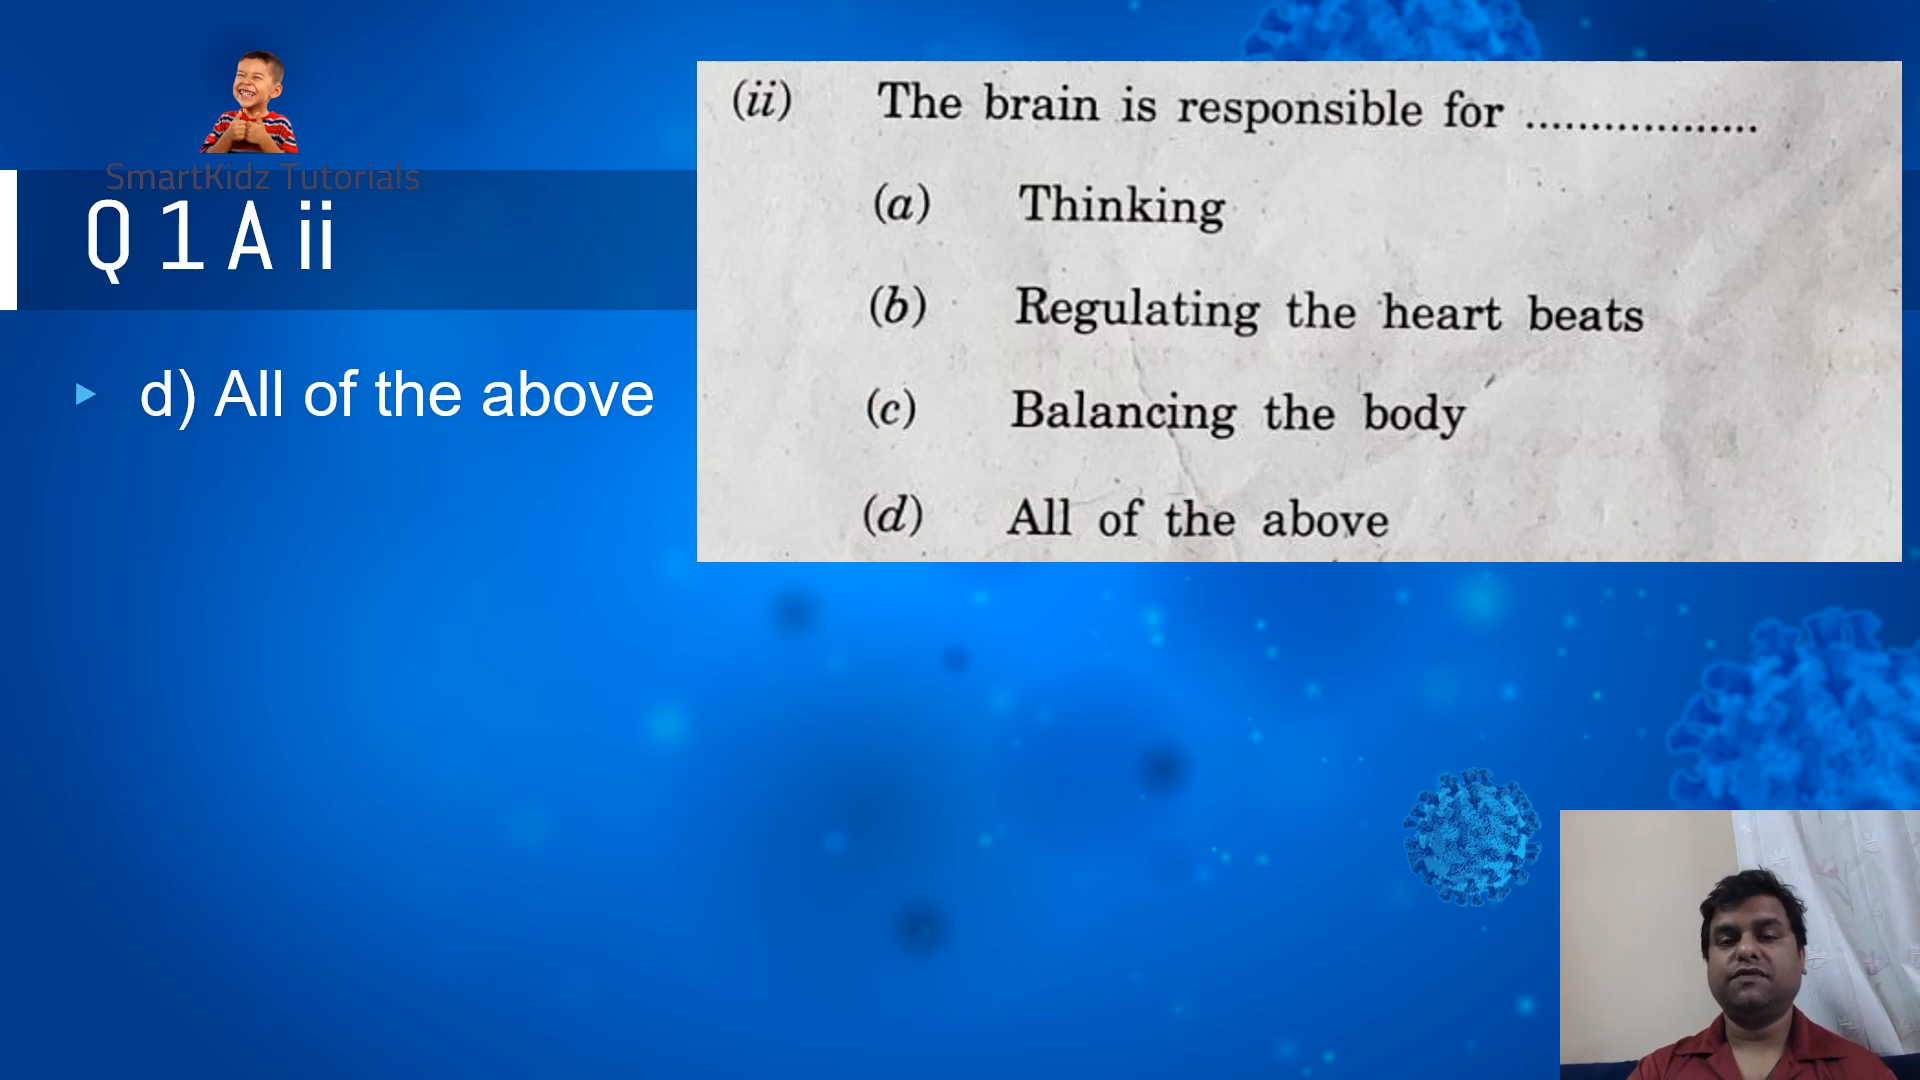 SmartKidz Tutorials
Q 1 A ii
d) All of the above
(ii) The brain is responsible for ..................
(a) Thinking
(b) Regulating the heart beats
(c) Balancing the body
(d) All of the above